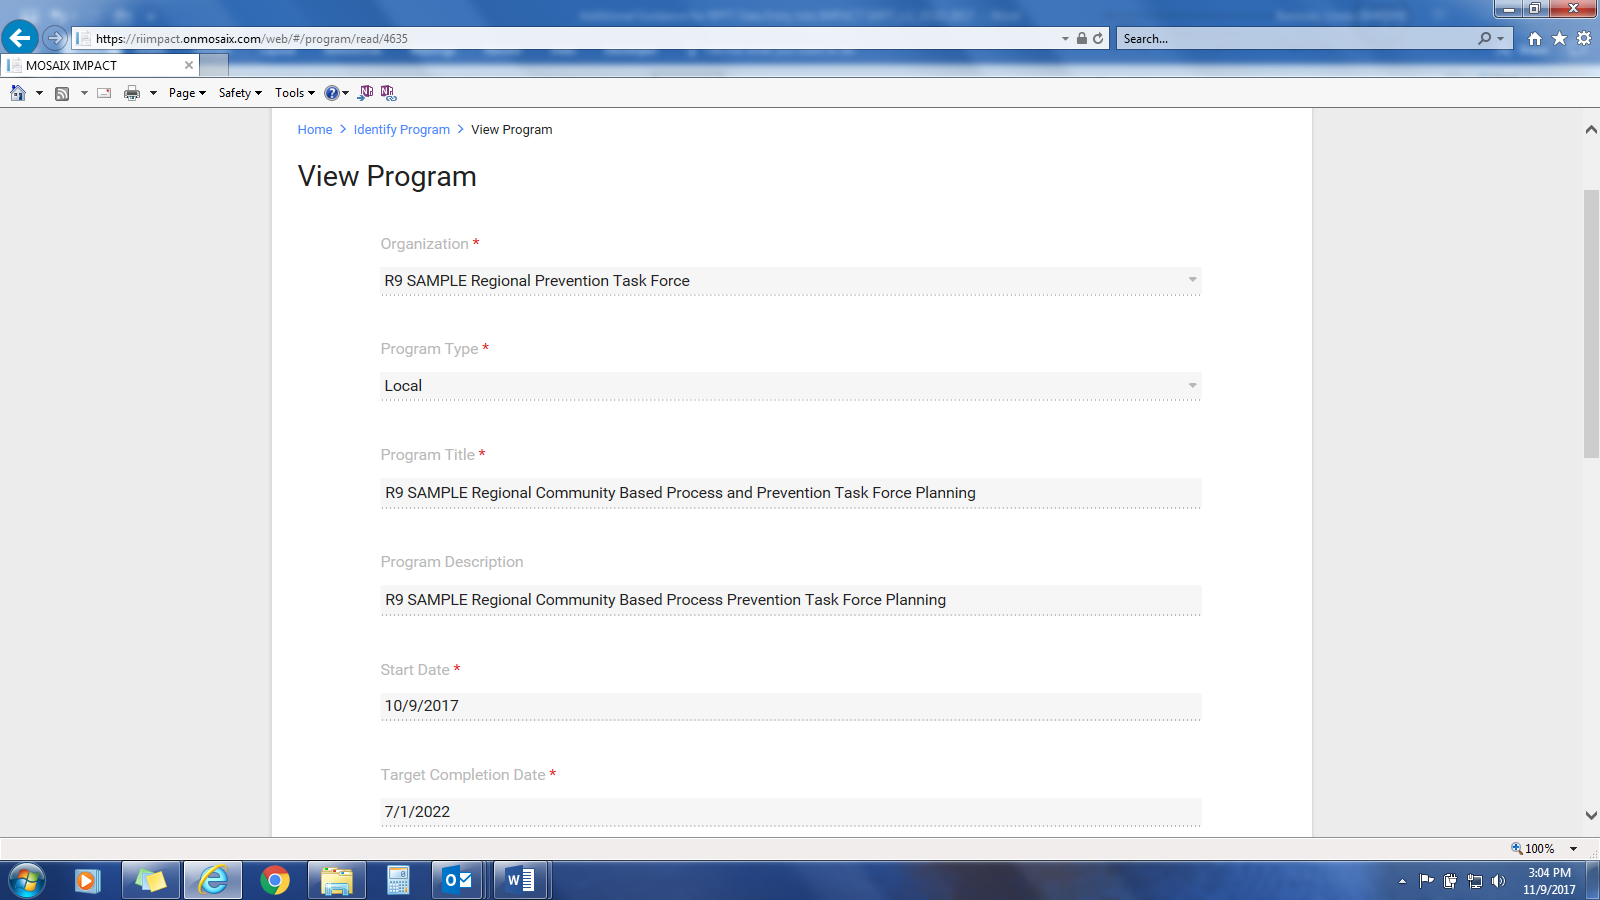 https://riimpact.onmosaix.com/web/#/program/read/4635
Search...
MOSAIX IMPACT
Page
Safety
Tools
Home > Identify Program > View Program
View Program
Organization *
R9 SAMPLE Regional Prevention Task Force
Program Type *
Local
Program Title *
R9 SAMPLE Regional Community Based Process and Prevention Task Force Planning
Program Description
R9 SAMPLE Regional Community Based Process Prevention Task Force Planning
Start Date *
10/9/2017
Target Completion Date *
7/1/2022
100%
3:04 PM
11/9/2017